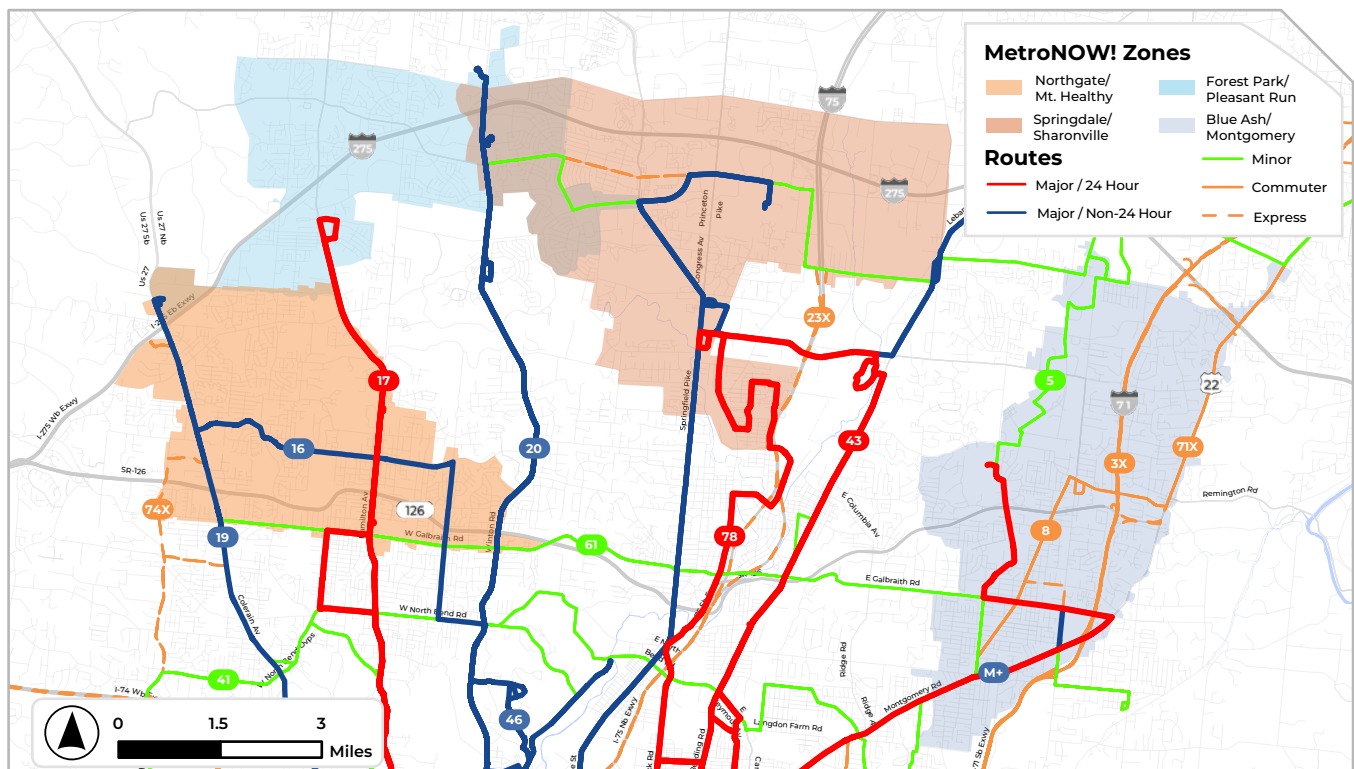 MetroNOW! Zones
Northgate/
Mt. Healthy
Forest Park/
Pleasant Run
Springdale/
Sharonville
Blue Ash/
Montgomery
Routes
Minor
Major / 24 Hour
Commuter
Major / Non-24 Hour
Express
75
275
275
Us 27 Sb
Us 27 Nb
Us 27
Princeton
Pike
Congress Av
I-275 Eb Exwy
23X
17
5
22
71
Springfield Pike
I-275 Wb Exwy
43
16
20
71X
3X
SR-126
Remington Rd
74X
Hamilton Av
126
Winton Rd
E Columbia Av
8
19
W Galbraith Rd
61
78
E Galbraith Rd
Colerain Av
W North Bend Rd
Ridge Rd
41
M+
Montgomery Rd
46
Langdon Farm Rd
I-75 Nb Exwy
0
1.5
3
Miles